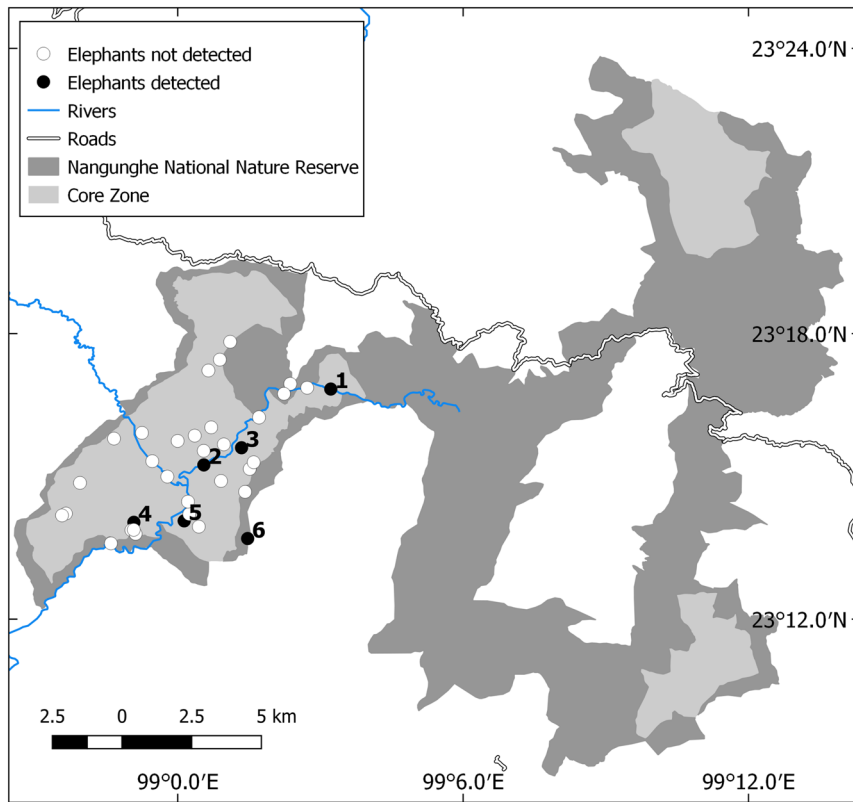 Elephants not detected
Elephants detected
Rivers
Roads
Nangunghe National Nature Reserve
Core Zone
23°24.0'N
23°18.0'N
1
3
2
4
5
6
23°12.0'N
2.5 0 2.5 5 km
99°0.0'E 99°6.0'E 99°12.0'E